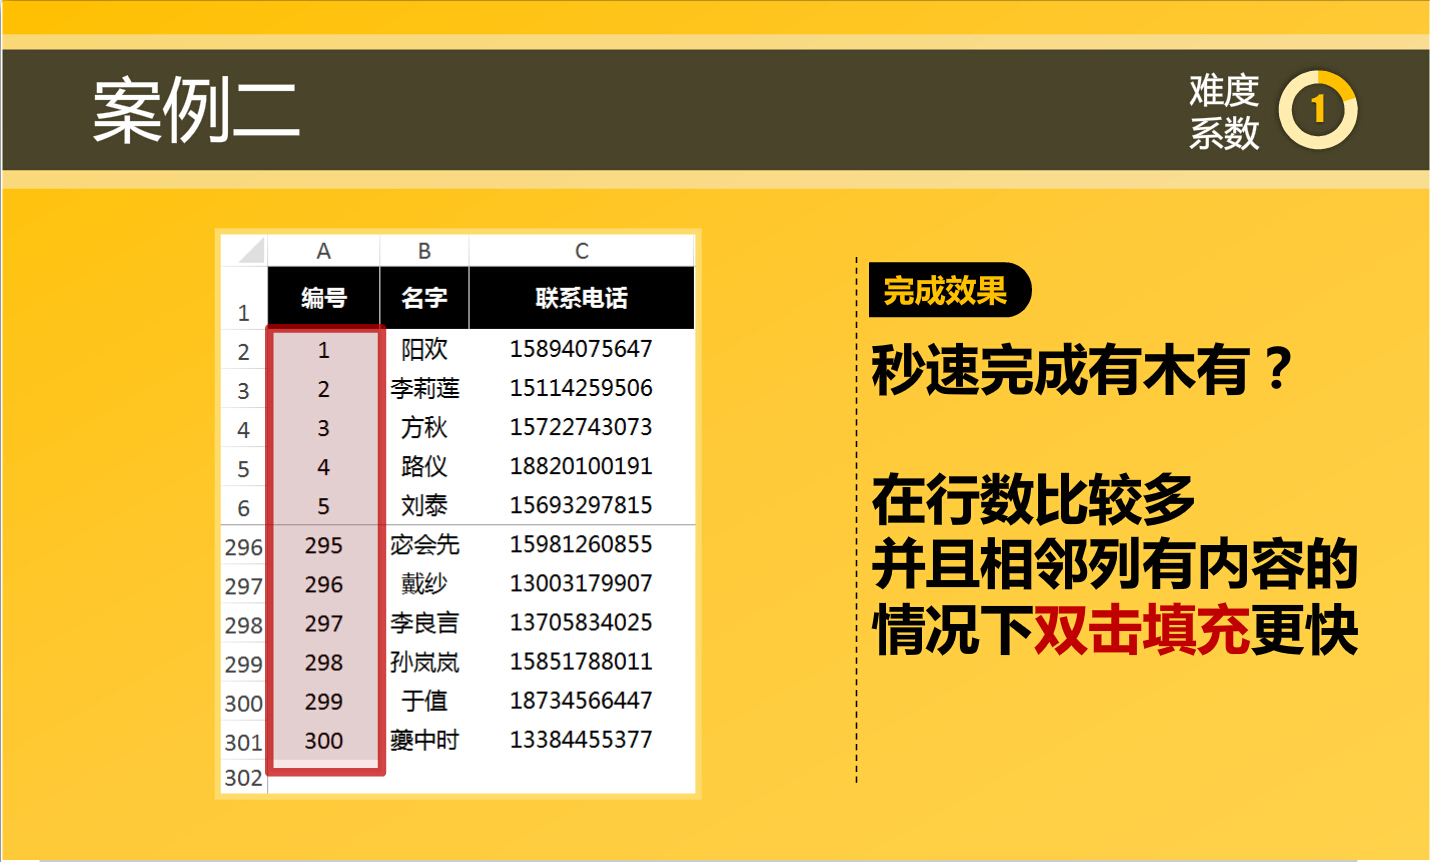 案例二
难度
系数
1
A B C
1 编号 名字 联系电话
2 1 阳欢 15894075647
3 2 李莉莲 15114259506
4 3 方秋 15722743073
5 4 路仪 18820100191
6 5 刘泰 15693297815
296 295 宓会先 15981260855
297 296 戴纱 13003179907
298 297 李良言 13705834025
299 298 孙岚岚 15851788011
300 299 于值 18734566447
301 300 夔中时 13384455377
302
完成效果
秒速完成有木有？
在行数比较多
并且相邻列有内容的
情况下双击填充更快